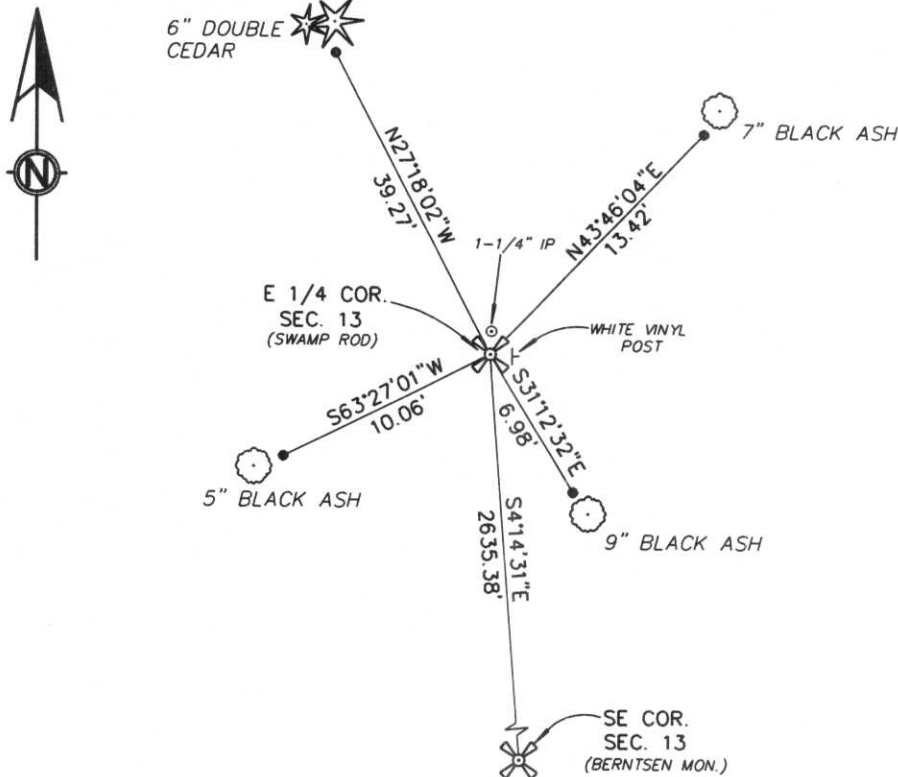 6" DOUBLE
CEDAR
N
7" BLACK ASH
N27°18'02"W
39.27'
N43°46'04"E
13.42'
1-1/4" IP
E 1/4 COR.
SEC. 13
(SWAMP ROD)
WHITE VINYL
POST
S63°27'01"W
10.06'
S31°12'32"E
6.98'
5" BLACK ASH
9" BLACK ASH
S4°14'31"E
2635.38'
SE COR.
SEC. 13
(BERNTSEN MON.)